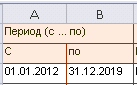 A B
Период (с ... по)
С по
01.01.2012 31.12.2019